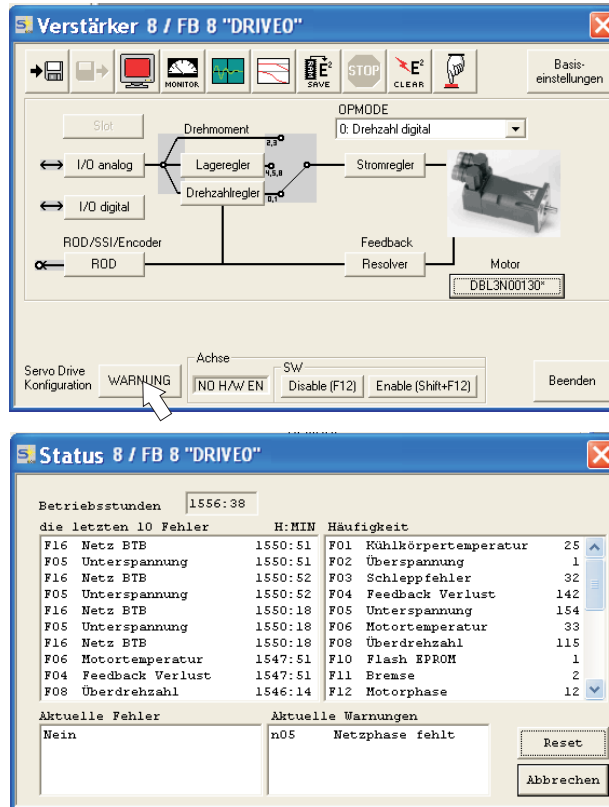 Verstärker 8 / FB 8 "DRIVE0"
MONITOR
E²
SAVE
STOP
E²
CLEAR
Basis-
einstellungen
OPMODE
0: Drehzahl digital
Slot
Drehmoment
2,3
I/O analog
Lageregler
4,5,8
Stromregler
Drehzahlregler
0,1
I/O digital
ROD/SSI/Encoder
ROD
Feedback
Resolver
Motor
DBL3N00130*
Servo Drive
Konfiguration
WARNUNG
Achse
NO H/W EN
SW
Disable (F12)
Enable (Shift+F12)
Beenden
Status 8 / FB 8 "DRIVE0"
Betriebsstunden 1556:38
die letzten 10 Fehler H:MIN Häufigkeit
F16 Netz BTB 1550:51 F01 Kühlkörpertemperatur 25
F05 Unterspannung 1550:51 F02 Überspannung 1
F16 Netz BTB 1550:52 F03 Schleppfehler 32
F05 Unterspannung 1550:52 F04 Feedback Verlust 142
F16 Netz BTB 1550:18 F05 Unterspannung 154
F05 Unterspannung 1550:18 F06 Motortemperatur 33
F16 Netz BTB 1550:18 F08 Überdrehzahl 115
F06 Motortemperatur 1547:51 F10 Flash EPROM 1
F04 Feedback Verlust 1547:51 F11 Bremse 2
F08 Überdrehzahl 1546:14 F12 Motorphase 12
Aktuelle Fehler Aktuelle Warnungen
Nein n05 Netzphase fehlt
Reset
Abbrechen